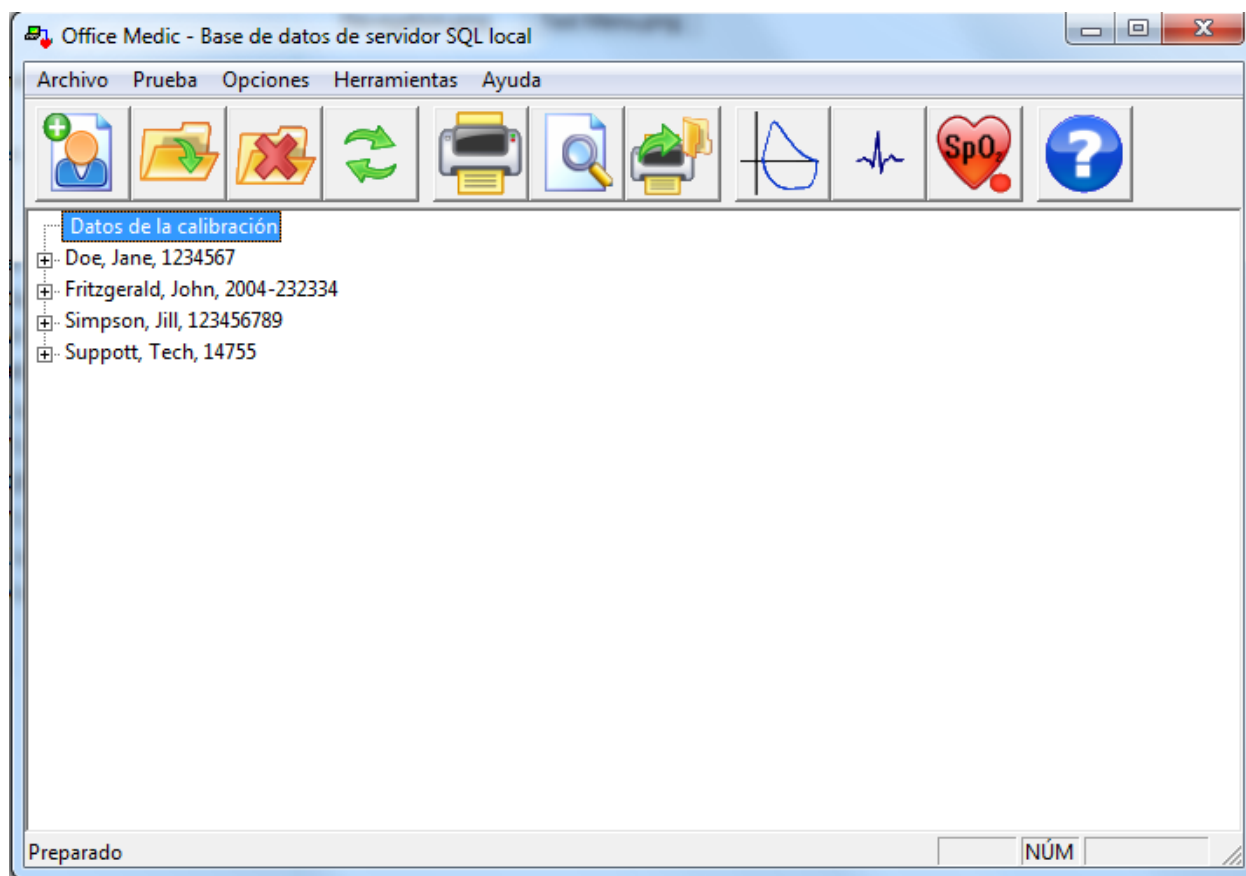 Office Medic - Base de datos de servidor SQL local
Archivo Prueba Opciones Herramientas Ayuda
SpO₂
?
Datos de la calibración
Doe, Jane, 1234567
Fritzgerald, John, 2004-232334
Simpson, Jill, 123456789
Suppott, Tech, 14755
Preparado NÚM